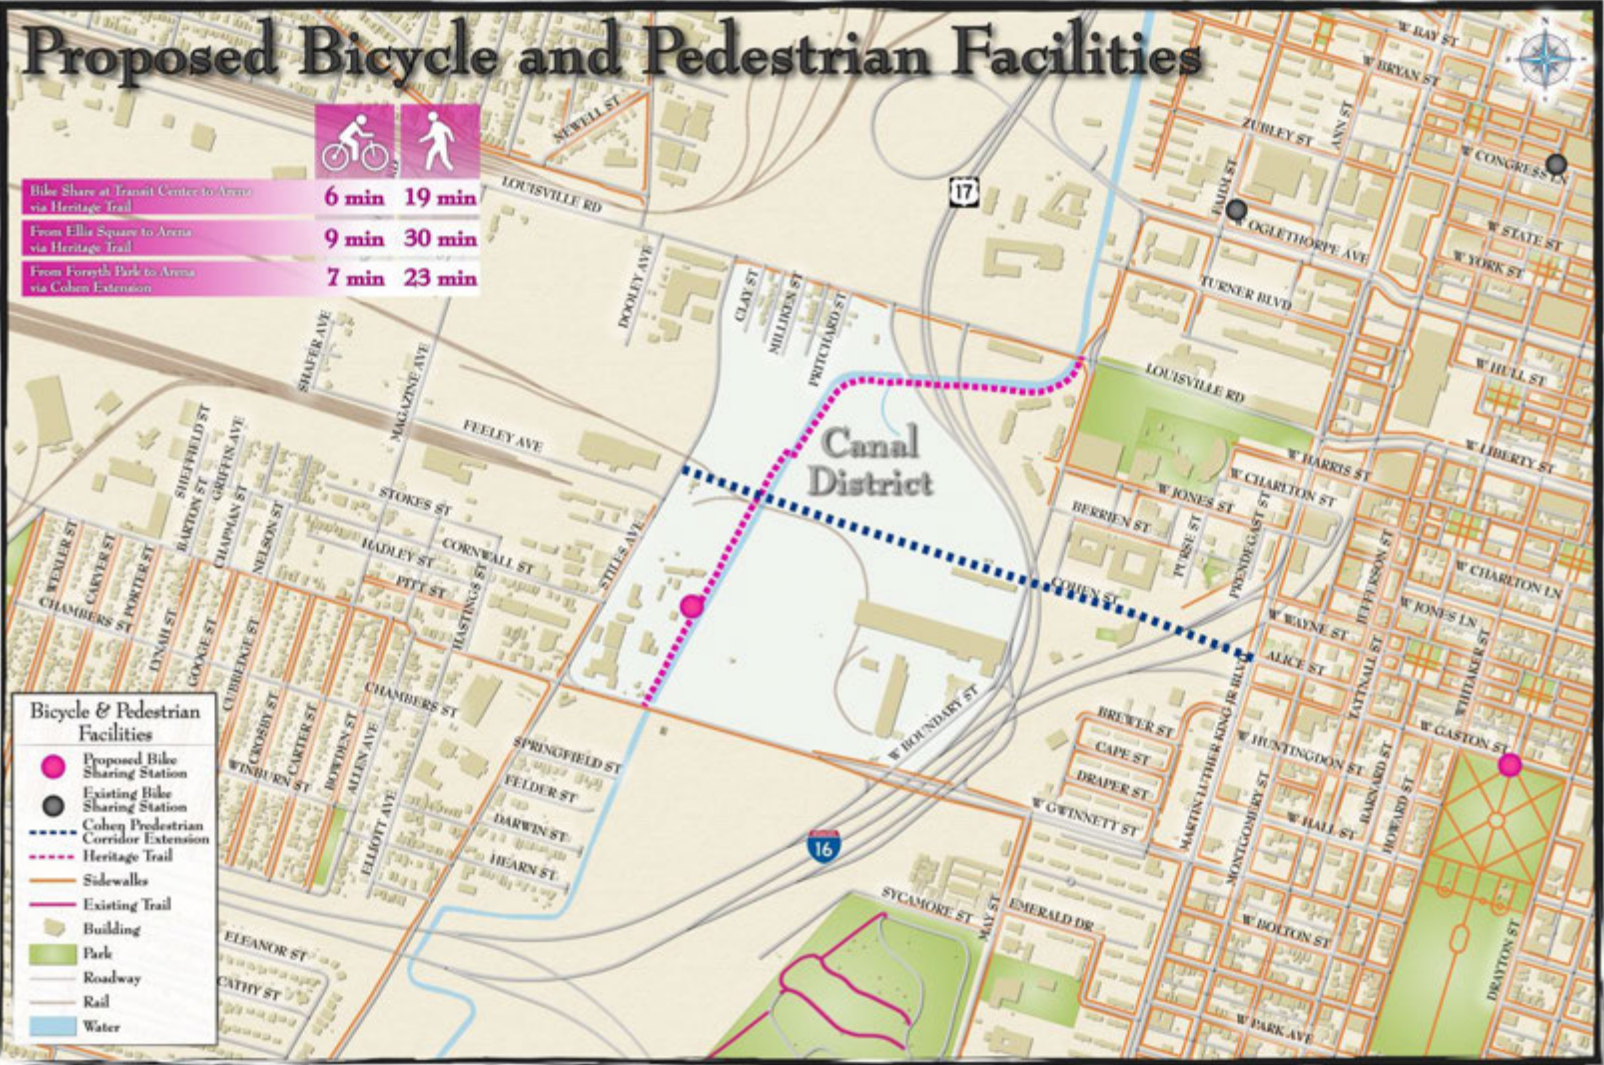 Proposed Bicycle and Pedestrian Facilities
Bike Share at Transit Center to Arena
via Heritage Trail
6 min
19 min
From Ellis Square to Arena
via Heritage Trail
9 min
30 min
From Forsyth Park to Arena
via Cohen Extension
7 min
23 min
N
W BAY ST
W BRYAN ST
NEWELL ST
ZUBLEY ST
ANN ST
W CONGRESS LN
LOUISVILLE RD
17
FAHM ST
W OGLETHORPE AVE
W STATE ST
W YORK ST
DOOLEY AVE
CLAY ST
MILLIKEN ST
PRITCHARD ST
TURNER BLVD
SHAFER AVE
MAGAZINE AVE
LOUISVILLE RD
W HULL ST
FEELEY AVE
Canal
District
W LIBERTY ST
W HARRIS ST
W CHARLTON ST
W JONES ST
SHEFFIELD ST
GRIFFIN AVE
BARTON ST
CHAPMAN ST
NELSON ST
STOKES ST
HADLEY ST
CORNWALL ST
PITT ST
HASTINGS ST
STILES AVE
BERRIEN ST
PURSE ST
PRENDEGAST ST
JEFFERSON ST
COHEN ST
W CHARLTON LN
W JONES LN
W WAYNE ST
ALICE ST
TATTNALL ST
WHITAKER ST
WEXLER ST
CARVER ST
PORTER ST
CHAMBERS ST
LYNAH ST
GOOGE ST
CUBBEDGE ST
CROSBY ST
CARTER ST
BOWDEN ST
ALLEN AVE
WINBURN ST
CHAMBERS ST
ELLIOTT AVE
SPRINGFIELD ST
FELDER ST
DARWIN ST
HEARN ST
W BOUNDARY ST
BREWER ST
CAPE ST
DRAPER ST
MARTIN LUTHER KING JR BLVD
W HUNTINGDON ST
W GASTON ST
BARNARD ST
HOWARD ST
MONTGOMERY ST
W HALL ST
W GWINNETT ST
16
SYCAMORE ST
MAY ST
EMERALD DR
W BOLTON ST
DRAYTON ST
W PARK AVE
ELEANOR ST
CATHY ST
Bicycle & Pedestrian
Facilities
Proposed Bike
Sharing Station
Existing Bike
Sharing Station
Cohen Predestrian
Corridor Extension
Heritage Trail
Sidewalks
Existing Trail
Building
Park
Roadway
Rail
Water